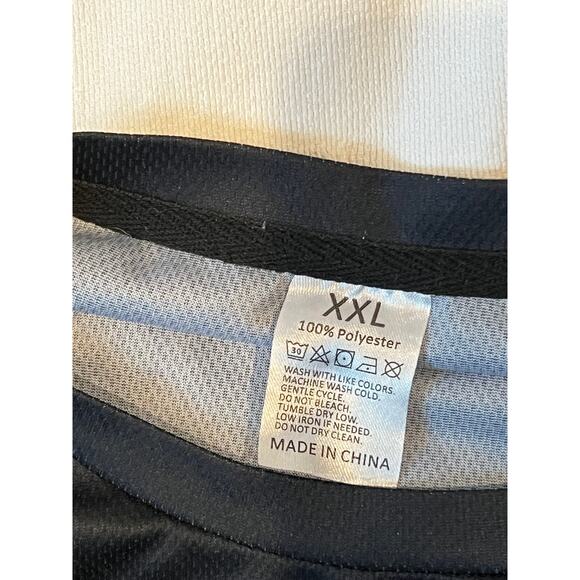 XXL
100% Polyester
30
WASH WITH LIKE COLORS.
MACHINE WASH COLD.
GENTLE CYCLE.
DO NOT BLEACH.
TUMBLE DRY LOW.
LOW IRON IF NEEDED.
DO NOT DRY CLEAN.
MADE IN CHINA